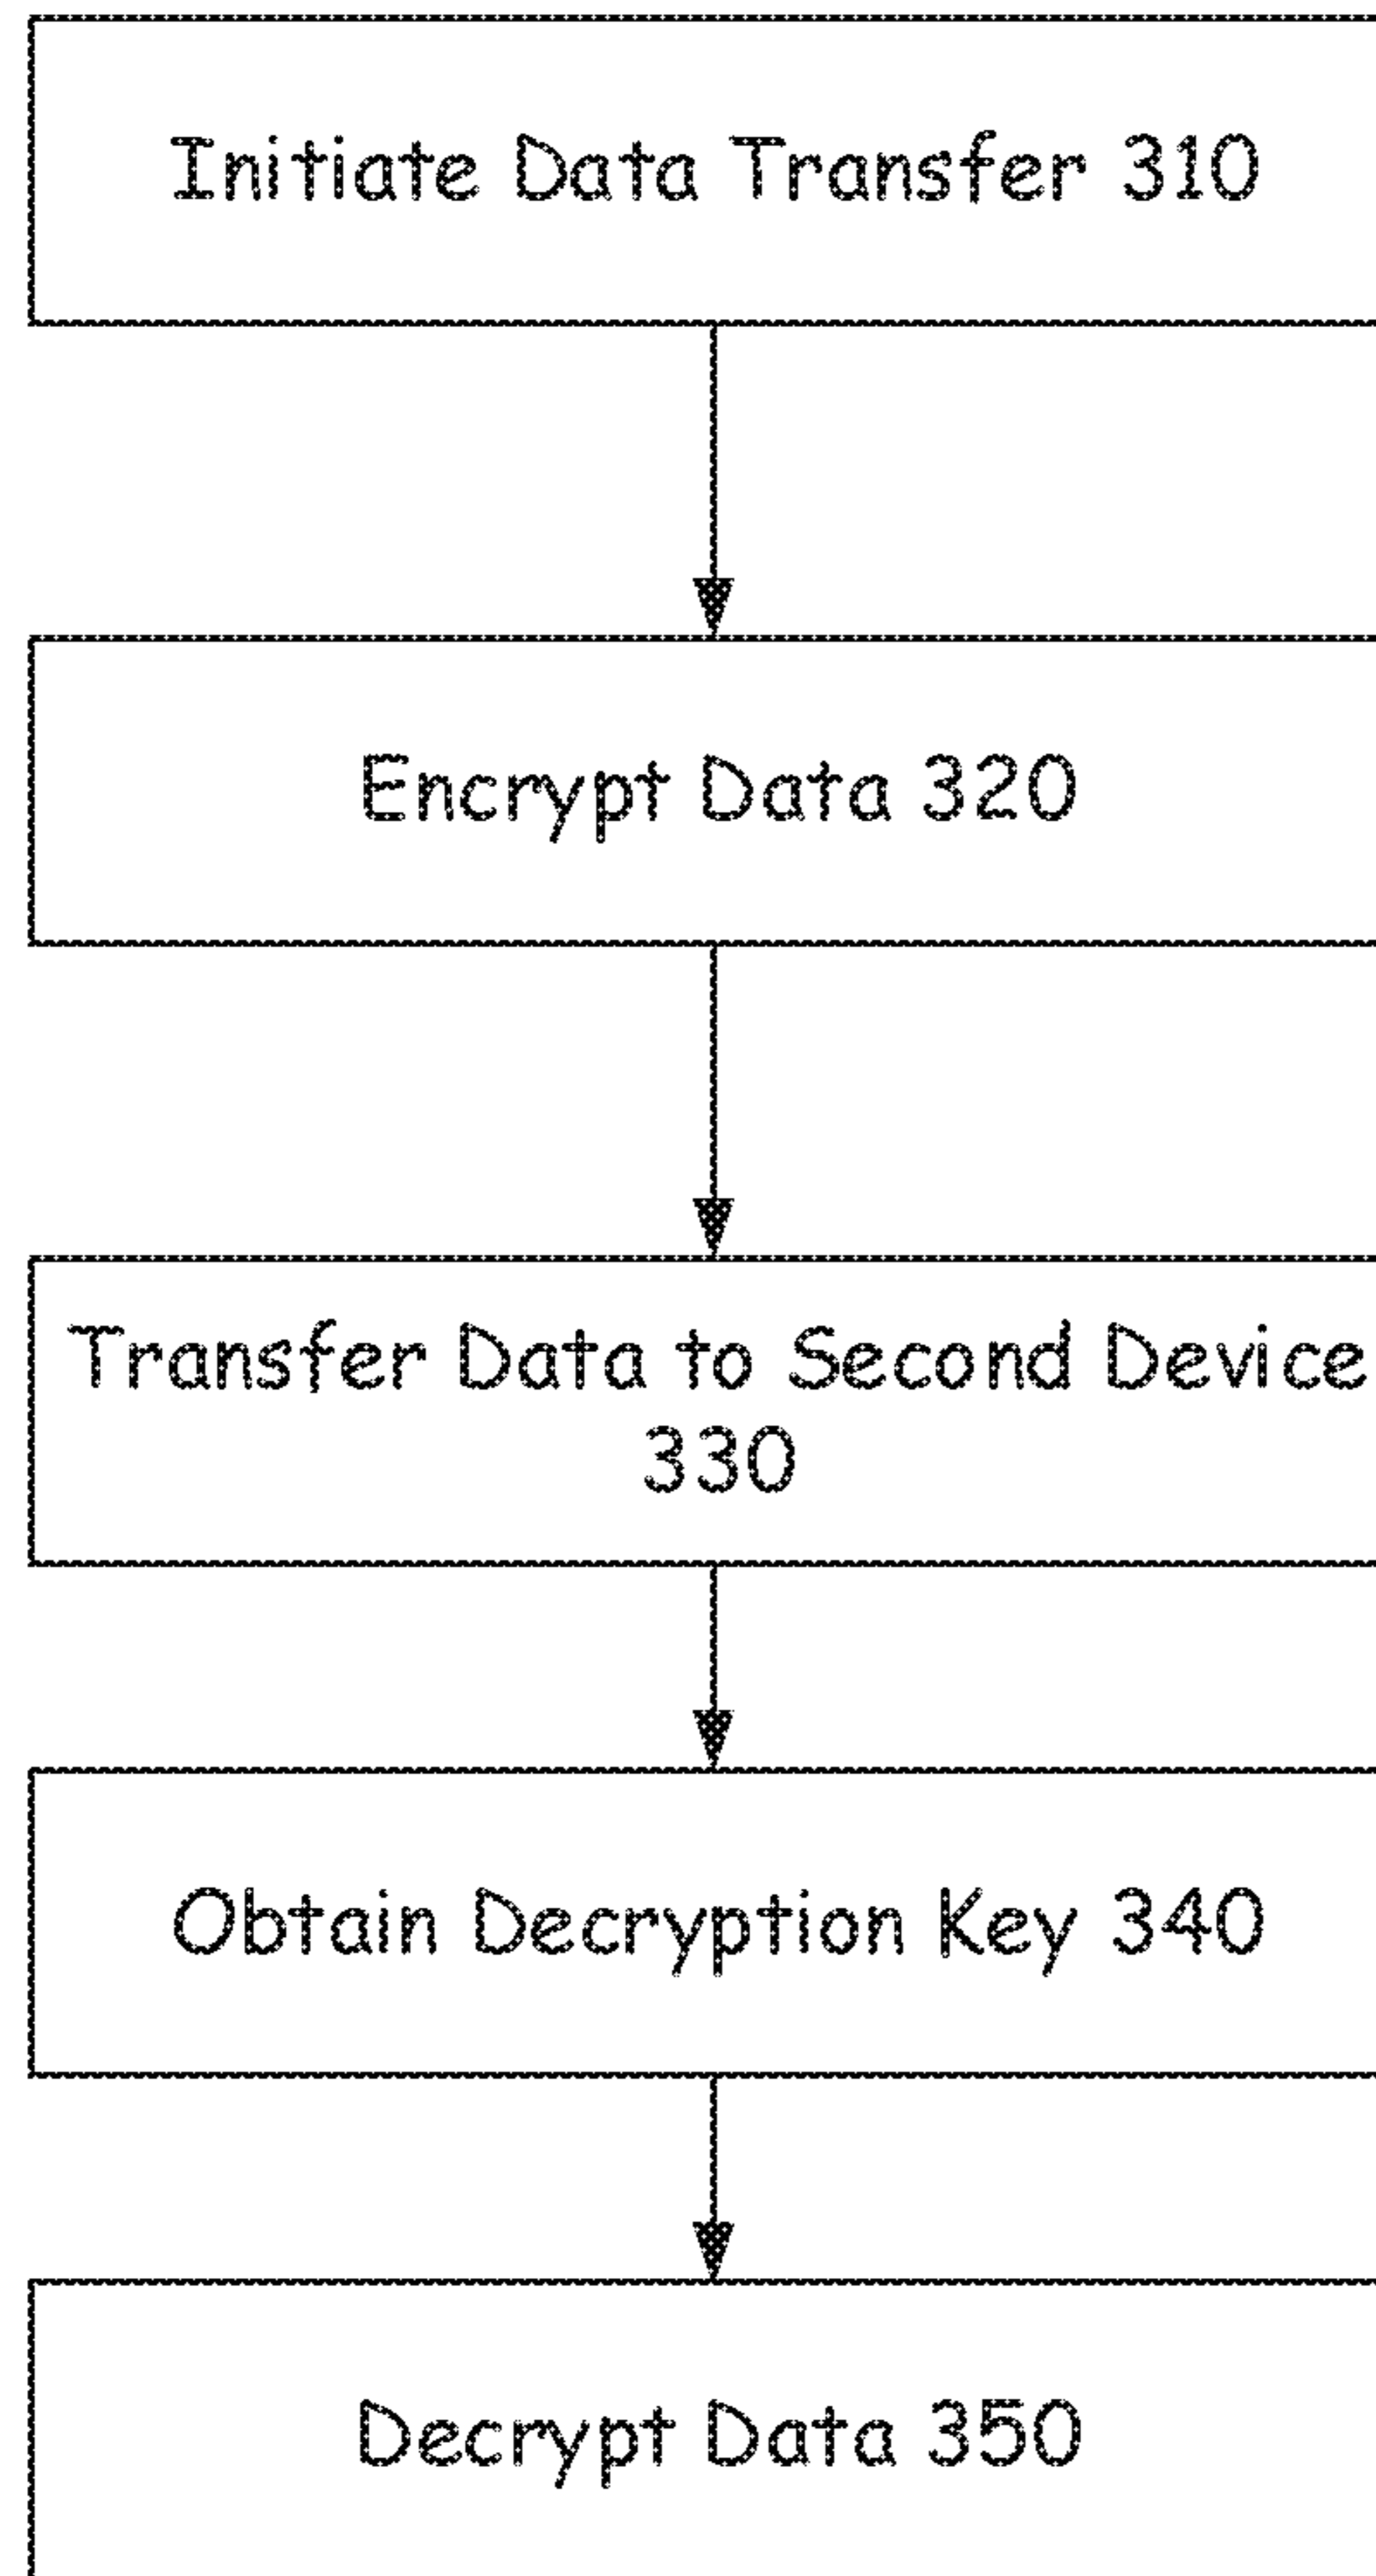 Initiate Data Transfer 310
Encrypt Data 320
Transfer Data to Second Device
330
Obtain Decryption Key 340
Decrypt Data 350